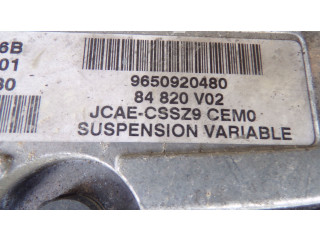 6B
01
30
9650920480
84 820 V02
JCAE-CSSZ9 CEM0
SUSPENSION VARIABLE